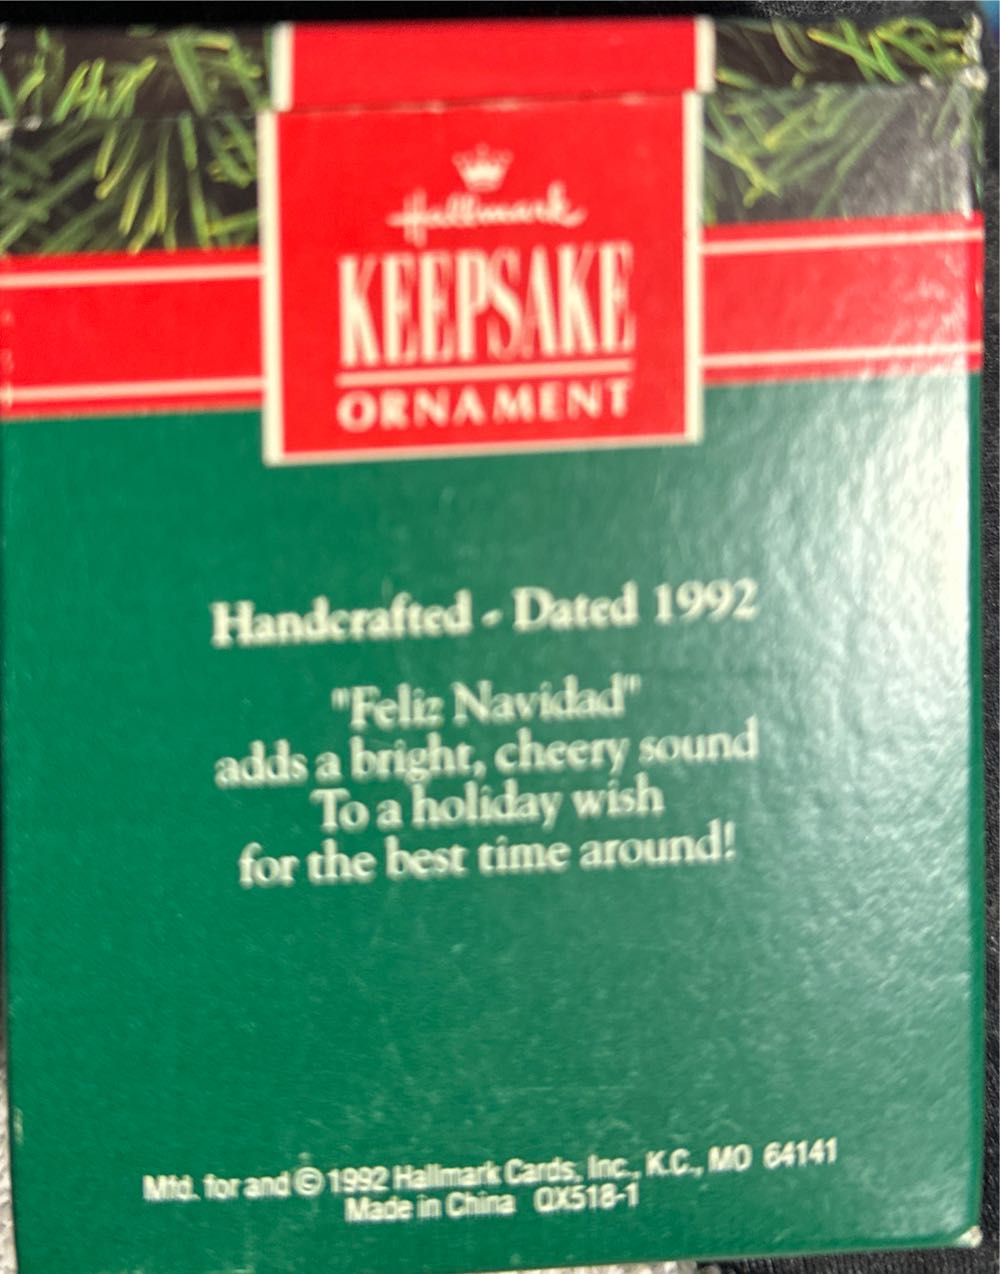 Hallmark
KEEPSAKE
ORNAMENT
Handcrafted - Dated 1992
"Feliz Navidad"
adds a bright, cheery sound
To a holiday wish
for the best time around!
Mfd. for and © 1992 Hallmark Cards, Inc., K.C., MO 64141
Made in China QX518-1